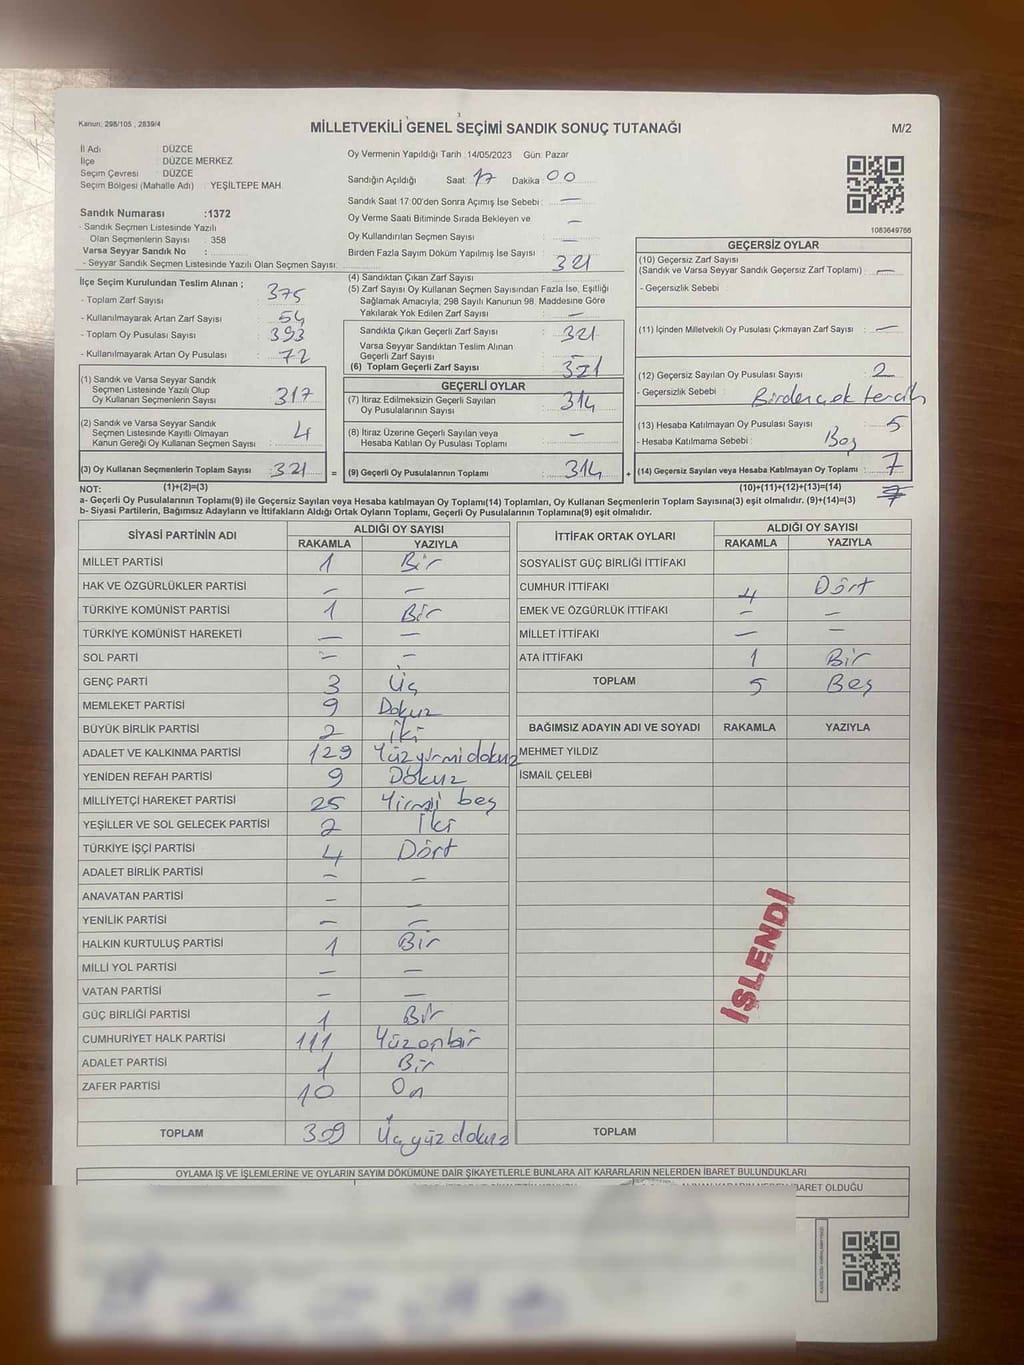 Kanun: 298/105 , 2839/4
MİLLETVEKİLİ GENEL SEÇİMİ SANDIK SONUÇ TUTANAĞI
M/2
İl Adı : DÜZCE
İlçe : DÜZCE MERKEZ
Seçim Çevresi : DÜZCE
Seçim Bölgesi (Mahalle Adı) : YEŞİLTEPE MAH.
Sandık Numarası :1372
- Sandık Seçmen Listesinde Yazılı
Olan Seçmenlerin Sayısı : 358
Varsa Seyyar Sandık No :
- Seyyar Sandık Seçmen Listesinde Yazılı Olan Seçmen Sayısı:
İlçe Seçim Kurulundan Teslim Alınan ;
- Toplam Zarf Sayısı : 375
- Kullanılmayarak Artan Zarf Sayısı : 54
- Toplam Oy Pusulası Sayısı : 393
- Kullanılmayarak Artan Oy Pusulası : 72
(1) Sandık ve Varsa Seyyar Sandık
Seçmen Listesinde Yazılı Olup
Oy Kullanan Seçmenlerin Sayısı : 317
(2) Sandık ve Varsa Seyyar Sandık
Seçmen Listesinde Kayıtlı Olmayan
Kanun Gereği Oy Kullanan Seçmen Sayısı : 4
(3) Oy Kullanan Seçmenlerin Toplam Sayısı : 321 =
(1)+(2)=(3)
Oy Vermenin Yapıldığı Tarih :14/05/2023 Gün: Pazar
Sandığın Açıldığı Saat: 17 Dakika: 00
Sandık Saat 17:00'den Sonra Açımış İse Sebebi : —
Oy Verme Saati Bitiminde Sırada Bekleyen ve —
Oy Kullandırılan Seçmen Sayısı : —
Birden Fazla Sayım Döküm Yapılmış İse Sayısı :
(4) Sandıktan Çıkan Zarf Sayısı : 321
(5) Zarf Sayısı Oy Kullanan Seçmen Sayısından Fazla İse, Eşitliği
Sağlamak Amacıyla, 298 Sayılı Kanunun 98. Maddesine Göre
Yakılarak Yok Edilen Zarf Sayısı : —
Sandıkta Çıkan Geçerli Zarf Sayısı : 321
Varsa Seyyar Sandıktan Teslim Alınan
Geçerli Zarf Sayısı : —
(6) Toplam Geçerli Zarf Sayısı : 321
GEÇERLİ OYLAR
(7) İtiraz Edilmeksizin Geçerli Sayılan
Oy Pusulalarının Sayısı : 314
(8) İtiraz Üzerine Geçerli Sayılan veya
Hesaba Katılan Oy Pusulası Toplamı : —
(9) Geçerli Oy Pusulalarının Toplamı : 314 +
1083649766
GEÇERSİZ OYLAR
(10) Geçersiz Zarf Sayısı
(Sandık ve Varsa Seyyar Sandık Geçersiz Zarf Toplamı) : —
- Geçersizlik Sebebi :
(11) İçinden Milletvekili Oy Pusulası Çıkmayan Zarf Sayısı : —
(12) Geçersiz Sayılan Oy Pusulası Sayısı : 2
- Geçersizlik Sebebi : Birden çok tercih
(13) Hesaba Katılmayan Oy Pusulası Sayısı : 5
- Hesaba Katılmama Sebebi : Boş
(14) Geçersiz Sayılan veya Hesaba Katılmayan Oy Toplamı : 7
(10)+(11)+(12)+(13)=(14)
7
NOT:
a- Geçerli Oy Pusulalarının Toplamı(9) ile Geçersiz Sayılan veya Hesaba katılmayan Oy Toplamı(14) Toplamları, Oy Kullanan Seçmenlerin Toplam Sayısına(3) eşit olmalıdır. (9)+(14)=(3)
b- Siyasi Partilerin, Bağımsız Adayların ve İttifakların Aldığı Ortak Oyların Toplamı, Geçerli Oy Pusulalarının Toplamına(9) eşit olmalıdır.
SİYASİ PARTİNİN ADI ALDIĞI OY SAYISI
RAKAMLA YAZIYLA
MİLLET PARTİSİ 1 Bir
HAK VE ÖZGÜRLÜKLER PARTİSİ — —
TÜRKİYE KOMÜNİST PARTİSİ 1 Bir
TÜRKİYE KOMÜNİST HAREKETİ — —
SOL PARTİ — —
GENÇ PARTİ 3 Üç
MEMLEKET PARTİSİ 9 Dokuz
BÜYÜK BİRLİK PARTİSİ 2 İki
ADALET VE KALKINMA PARTİSİ 129 Yüzyirmidokuz
YENİDEN REFAH PARTİSİ 9 Dokuz
MİLLİYETÇİ HAREKET PARTİSİ 25 Yirmi beş
YEŞİLLER VE SOL GELECEK PARTİSİ 2 İki
TÜRKİYE İŞÇİ PARTİSİ 4 Dört
ADALET BİRLİK PARTİSİ — —
ANAVATAN PARTİSİ — —
YENİLİK PARTİSİ — —
HALKIN KURTULUŞ PARTİSİ 1 Bir
MİLLİ YOL PARTİSİ — —
VATAN PARTİSİ — —
GÜÇ BİRLİĞİ PARTİSİ 1 Bir
CUMHURİYET HALK PARTİSİ 111 Yüzonbir
ADALET PARTİSİ 1 Bir
ZAFER PARTİSİ 10 On
TOPLAM 309 Üçyüz dokuz
İTTİFAK ORTAK OYLARI ALDIĞI OY SAYISI
RAKAMLA YAZIYLA
SOSYALİST GÜÇ BİRLİĞİ İTTİFAKI
CUMHUR İTTİFAKI 4 Dört
EMEK VE ÖZGÜRLÜK İTTİFAKI — —
MİLLET İTTİFAKI — —
ATA İTTİFAKI 1 Bir
TOPLAM 5 Beş
BAĞIMSIZ ADAYIN ADI VE SOYADI RAKAMLA YAZIYLA
MEHMET YILDIZ
İSMAİL ÇELEBİ
İŞLENDİ
TOPLAM
OYLAMA İŞ VE İŞLEMLERİNE VE OYLARIN SAYIM DÖKÜMÜNE DAİR ŞİKAYETLERLE BUNLARA AİT KARARLARIN NELERDEN İBARET BULUNDUKLARI
İBARET OLDUĞU